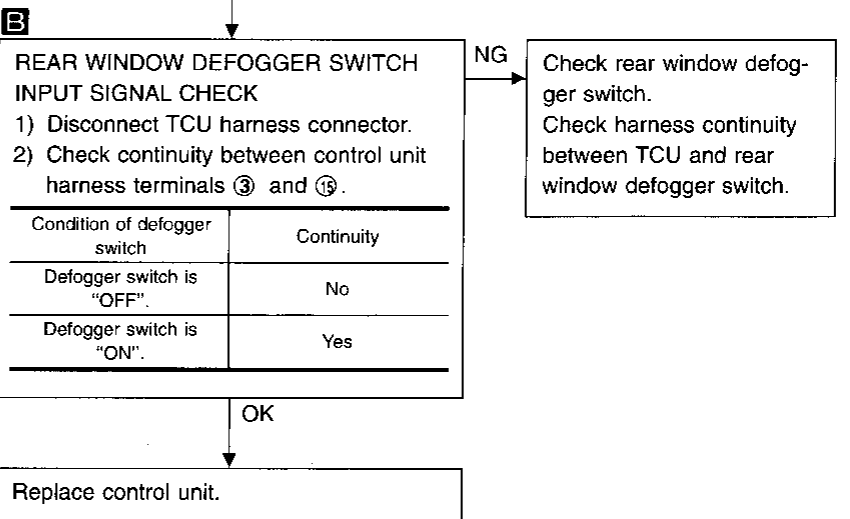 B
REAR WINDOW DEFOGGER SWITCH
INPUT SIGNAL CHECK
1) Disconnect TCU harness connector.
2) Check continuity between control unit
harness terminals ③ and ⑮.
Condition of defogger
switch
Continuity
Defogger switch is
“OFF”.
No
Defogger switch is
“ON”.
Yes
NG
Check rear window defog-
ger switch.
Check harness continuity
between TCU and rear
window defogger switch.
OK
Replace control unit.